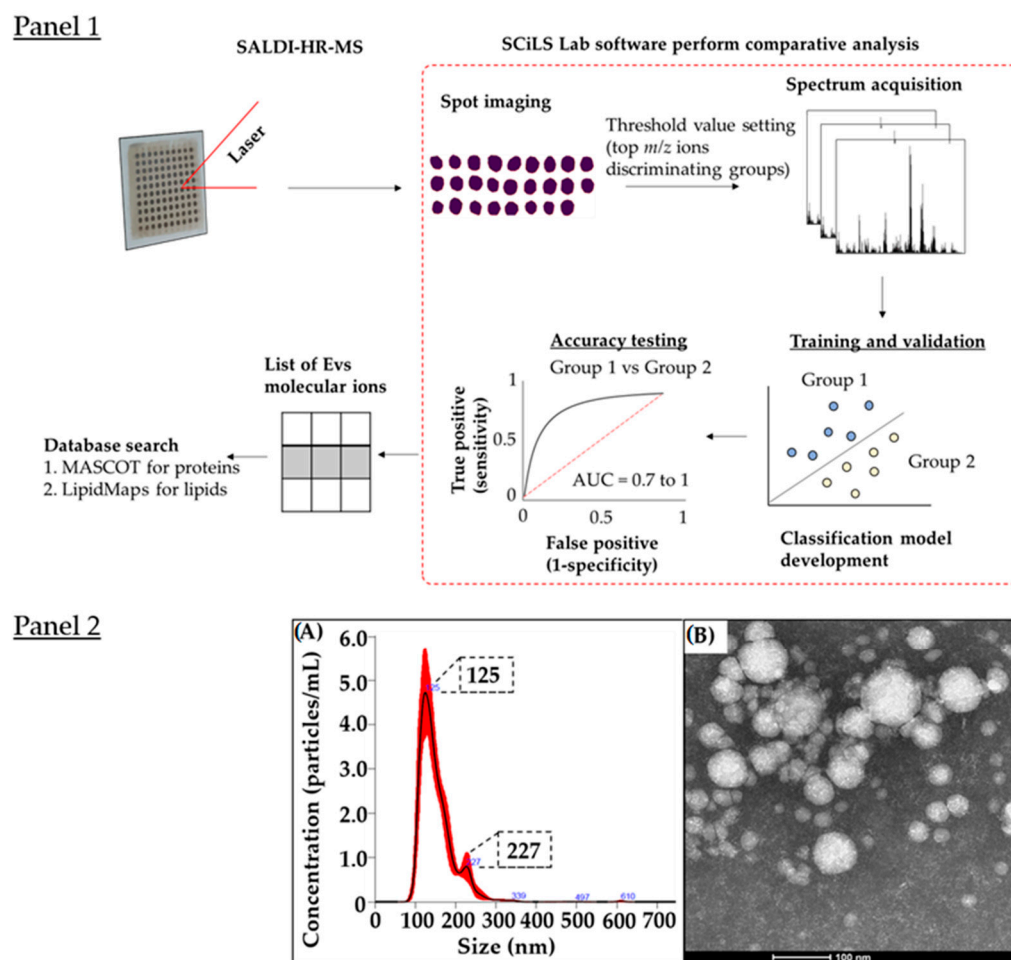 Panel 1
SALDI-HR-MS
SCiLS Lab software perform comparative analysis
Laser
Spot imaging
Threshold value setting
(top m/z ions
discriminating groups)
Spectrum acquisition
Training and validation
Group 1
Group 2
Classification model
development
Accuracy testing
Group 1 vs Group 2
True positive
(sensitivity)
1
0.5
0
AUC = 0.7 to 1
0
0.5
1
False positive
(1-specificity)
List of Evs
molecular ions
Database search
1. MASCOT for proteins
2. LipidMaps for lipids
Panel 2
(A)
Concentration (particles/mL)
6.0
5.0
4.0
3.0
2.0
1.0
0
125
227
339
497
610
0 100 200 300 400 500 600 700
Size (nm)
(B)
100 nm